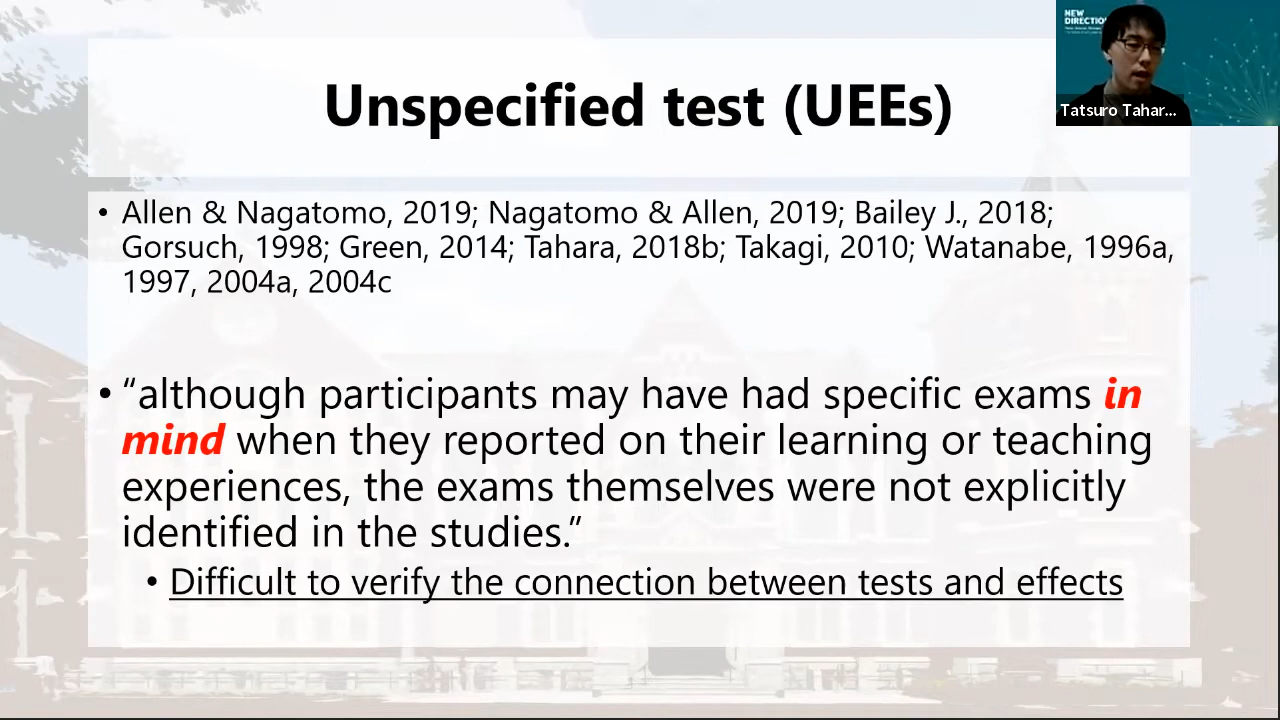 Unspecified test (UEEs)
NEW
Tatsuro Tahar...
• Allen & Nagatomo, 2019; Nagatomo & Allen, 2019; Bailey J., 2018;
Gorsuch, 1998; Green, 2014; Tahara, 2018b; Takagi, 2010; Watanabe, 1996a,
1997, 2004a, 2004c
• “although participants may have had specific exams in
mind when they reported on their learning or teaching
experiences, the exams themselves were not explicitly
identified in the studies.”
• Difficult to verify the connection between tests and effects